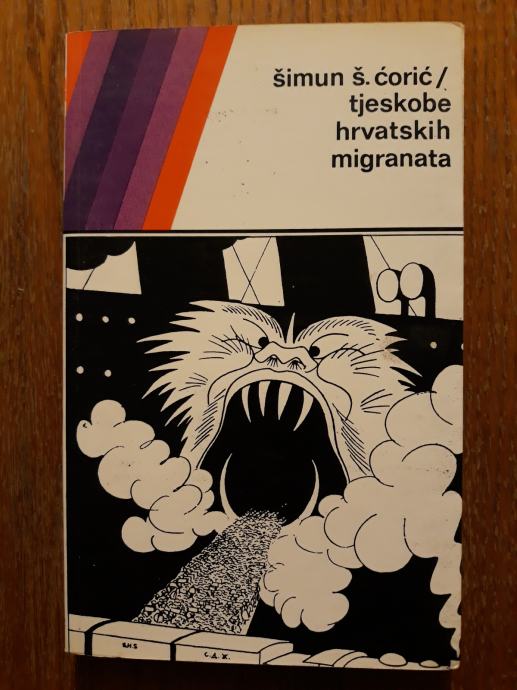 šimun š. ćorić /
tjeskobe
hrvatskih
migranata
S.H.S
С.Д.Х.